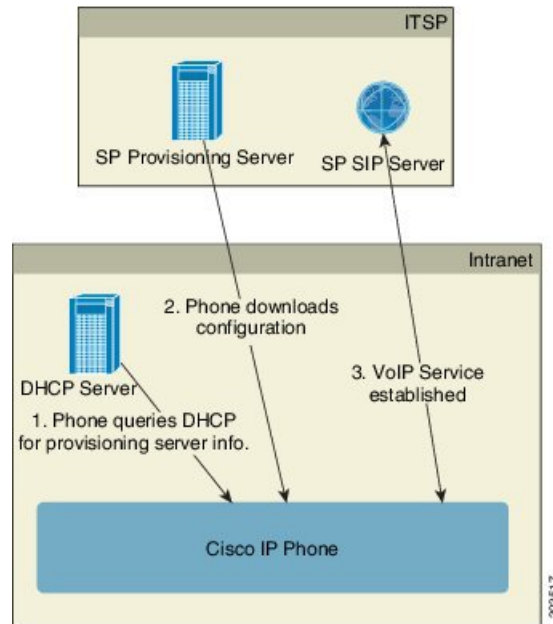 ITSP
SP Provisioning Server
SP SIP Server
Intranet
2. Phone downloads
configuration
DHCP Server
3. VoIP Service
established
1. Phone queries DHCP
for provisioning server info.
Cisco IP Phone